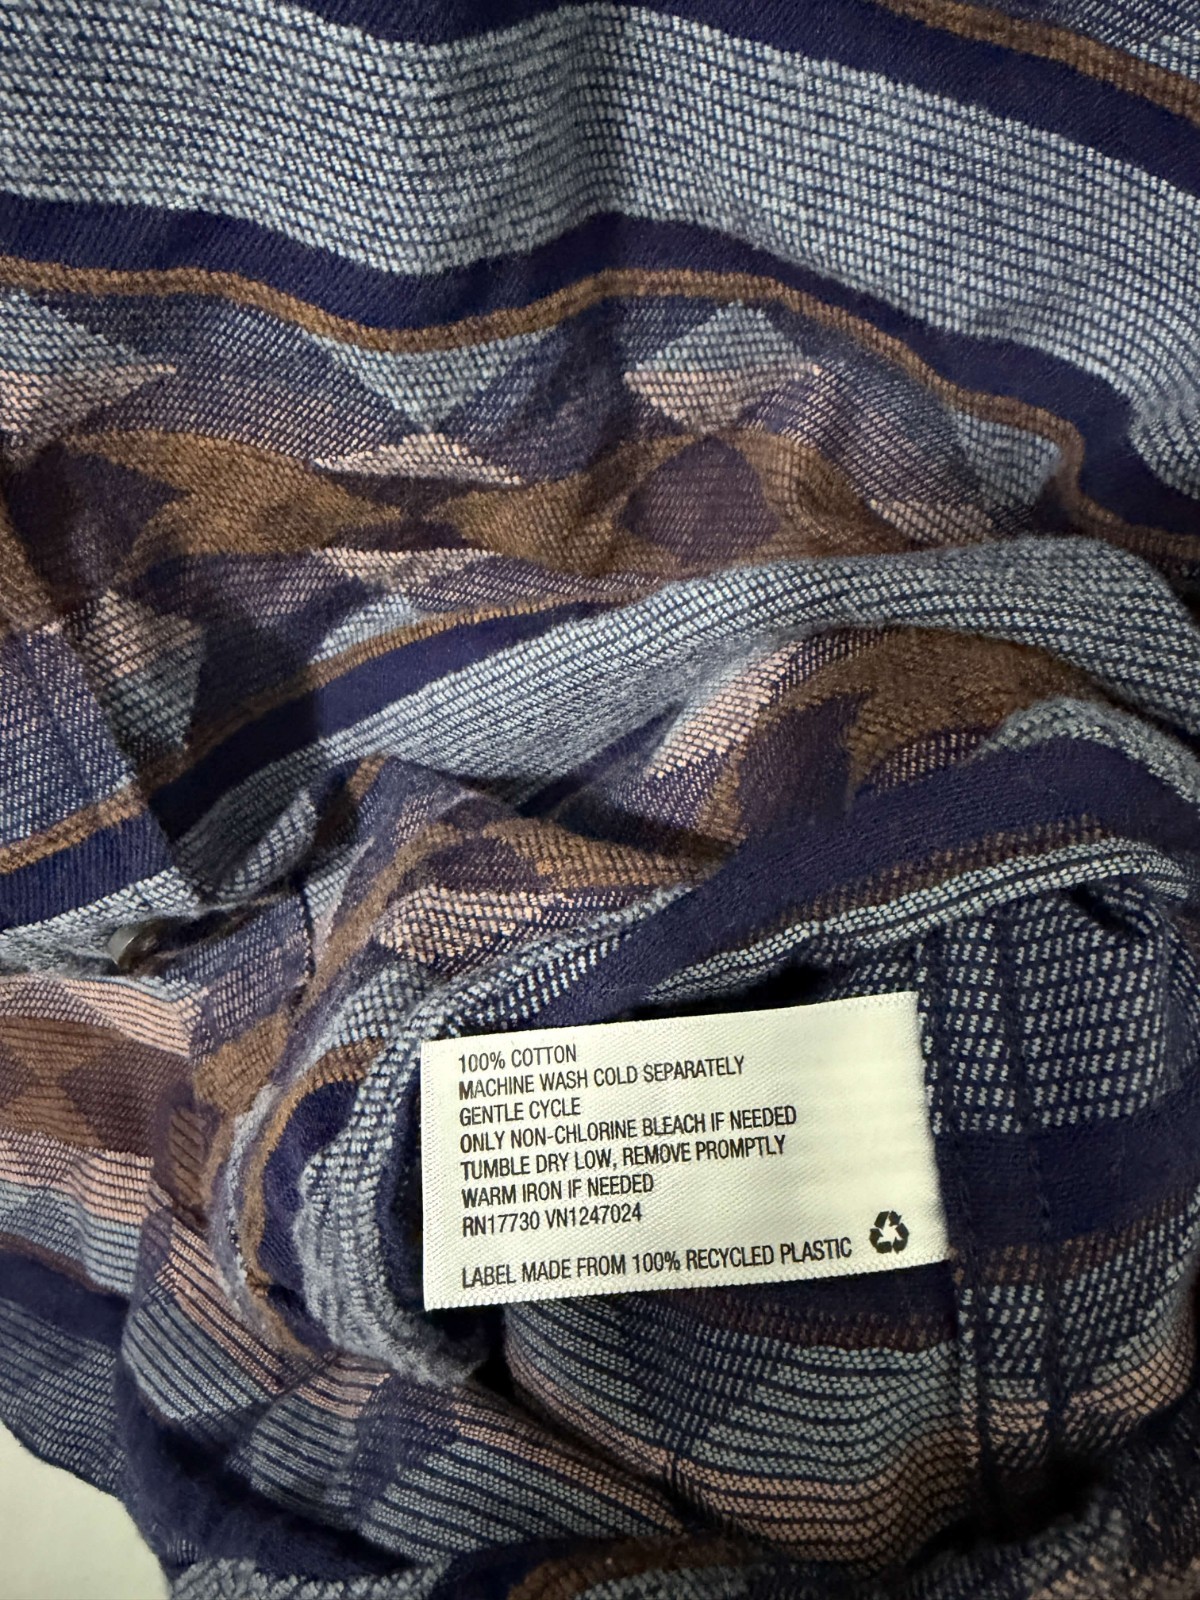 100% COTTON
MACHINE WASH COLD SEPARATELY
GENTLE CYCLE
ONLY NON-CHLORINE BLEACH IF NEEDED
TUMBLE DRY LOW, REMOVE PROMPTLY
WARM IRON IF NEEDED
RN17730 VN1247024
LABEL MADE FROM 100% RECYCLED PLASTIC